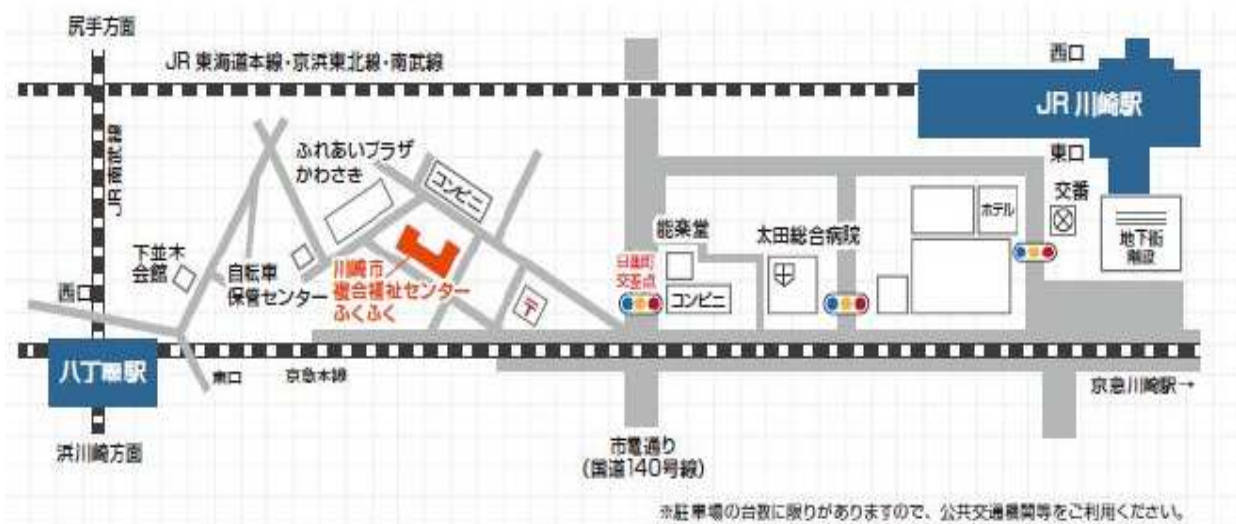 尻手方面
JR 東海道本線・京浜東北線・南武線
西口
JR 川崎駅
東口
交番
JR 南武線
ふれあいプラザ
かわさき
コンビニ
ホテル
地下街
階段
能楽堂
太田総合病院
下並木
会館
自転車
保管センター
川崎市
複合福祉センター
ふくふく
〒
日進町
交差点
コンビニ
西口
八丁畷駅
東口
京急本線
京急川崎駅→
浜川崎方面
市電通り
(国道140号線)
※駐車場の台数に限りがありますので、公共交通機関等をご利用ください。